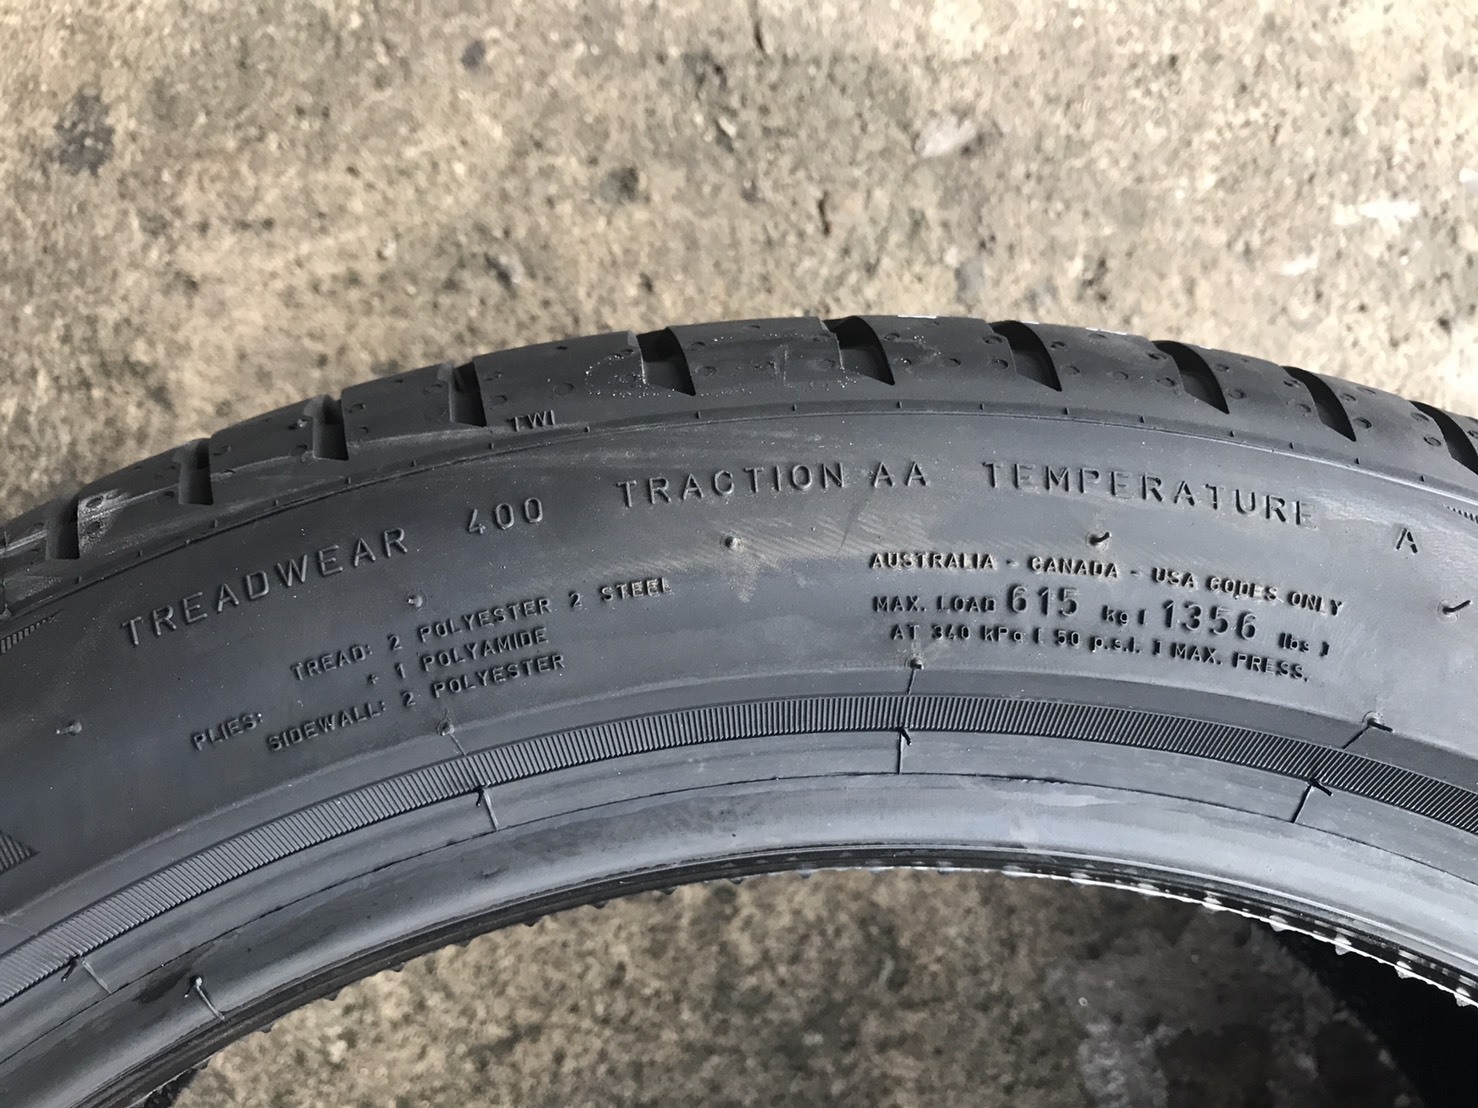 TWI
TREADWEAR 400 TRACTION AA TEMPERATURE A
PLIES: TREAD: 2 POLYESTER 2 STEEL
+ 1 POLYAMIDE
SIDEWALL: 2 POLYESTER
AUSTRALIA - CANADA - USA CODES ONLY
MAX. LOAD 615 kg [ 1356 lbs ]
AT 340 kPa [ 50 p.s.i. ] MAX. PRESS.